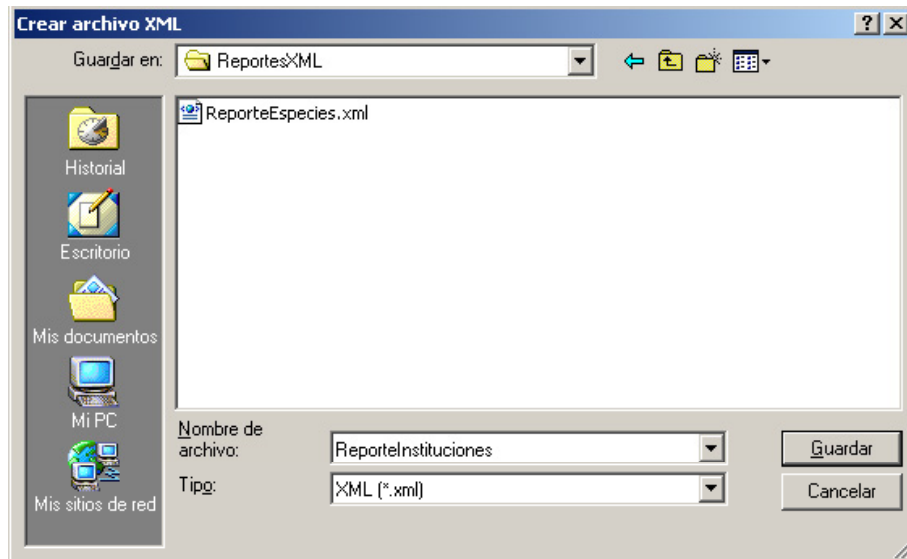 Crear archivo XML
Guardar en:
ReportesXML
ReporteEspecies.xml
Historial
Escritorio
Mis documentos
Mi PC
Mis sitios de red
Nombre de
archivo:
ReporteInstituciones
Guardar
Tipo:
XML (*.xml)
Cancelar